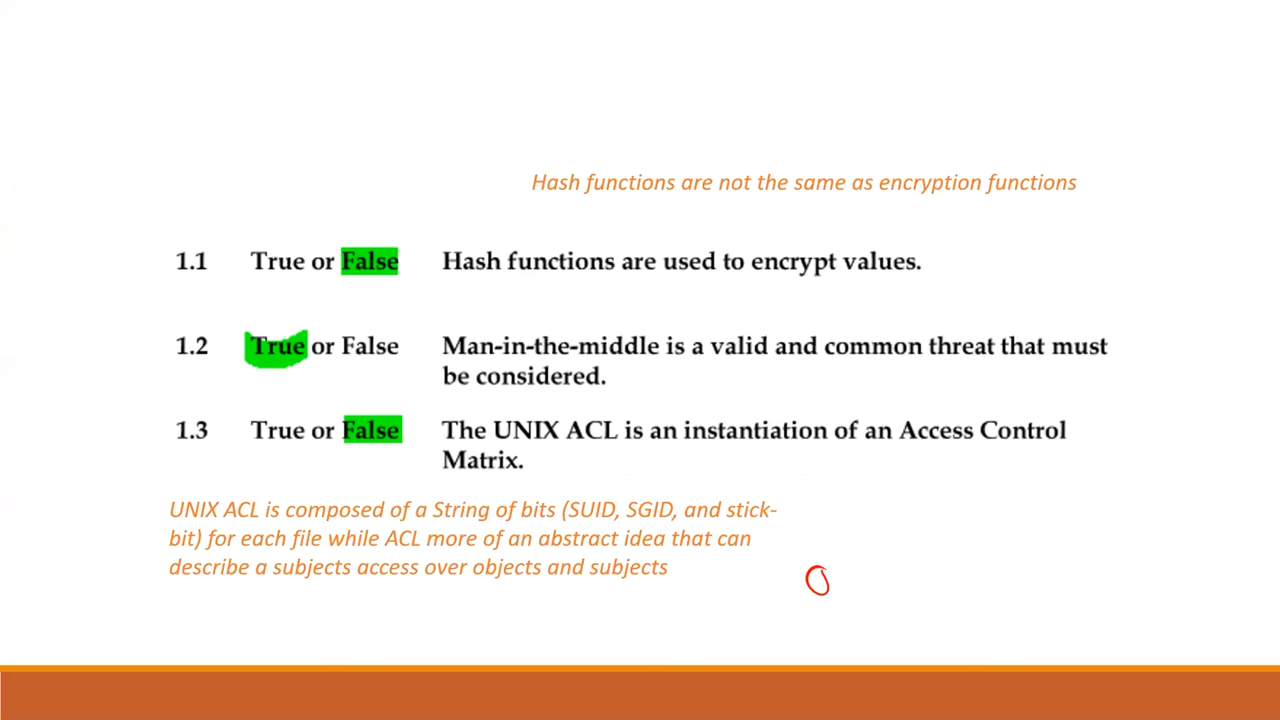 Hash functions are not the same as encryption functions
1.1 True or False Hash functions are used to encrypt values.
1.2 True or False Man-in-the-middle is a valid and common threat that must
be considered.
1.3 True or False The UNIX ACL is an instantiation of an Access Control
Matrix.
UNIX ACL is composed of a String of bits (SUID, SGID, and stick-
bit) for each file while ACL more of an abstract idea that can
describe a subjects access over objects and subjects